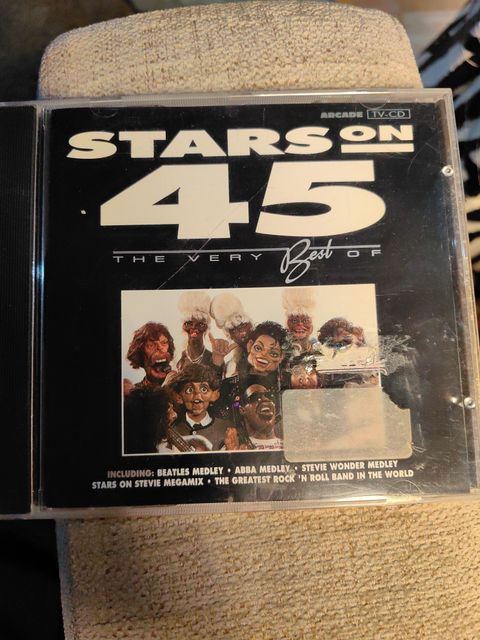 ARCADE TV-CD
STARS ON
45
THE VERY Best OF
INCLUDING: BEATLES MEDLEY • ABBA MEDLEY • STEVIE WONDER MEDLEY
STARS ON STEVIE MEGAMIX • THE GREATEST ROCK 'N ROLL BAND IN THE WORLD